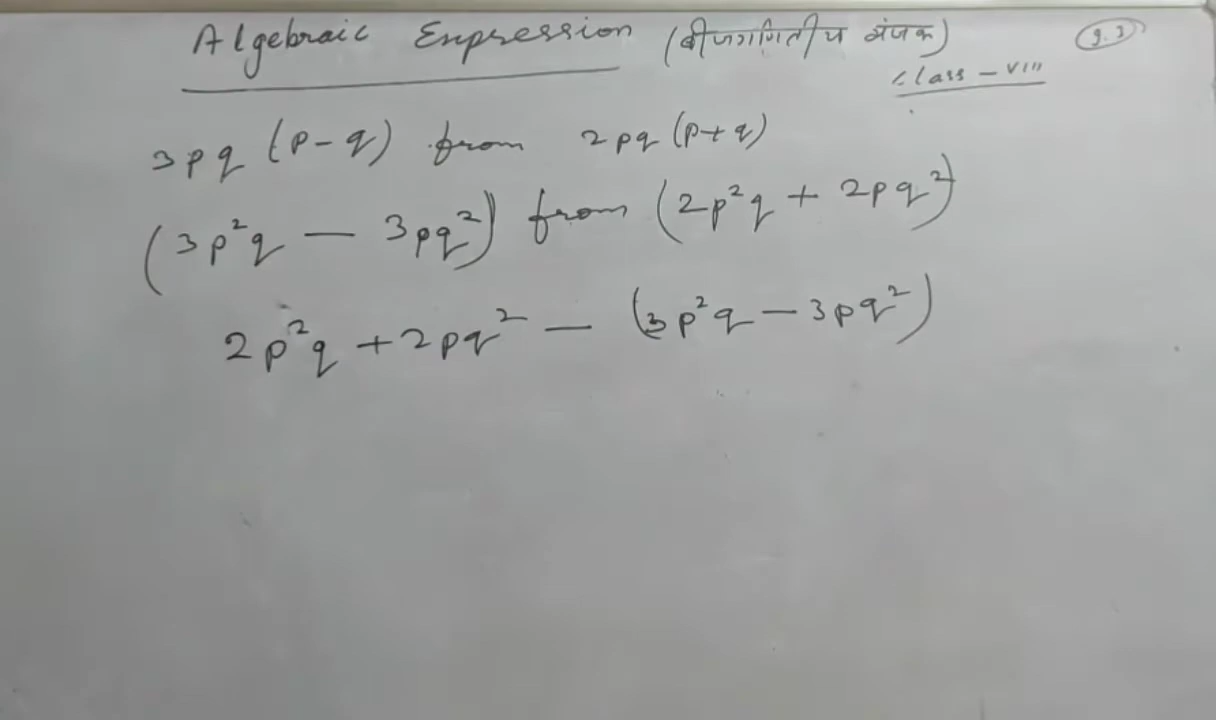 Algebraic Expression (बीजगणितीय व्यंजक) 9.3
Class - VIII
3pq (p-q) from 2pq (p+q)
(3p²q - 3pq²) from (2p²q + 2pq²)
2p²q + 2pq² - (3p²q - 3pq²)